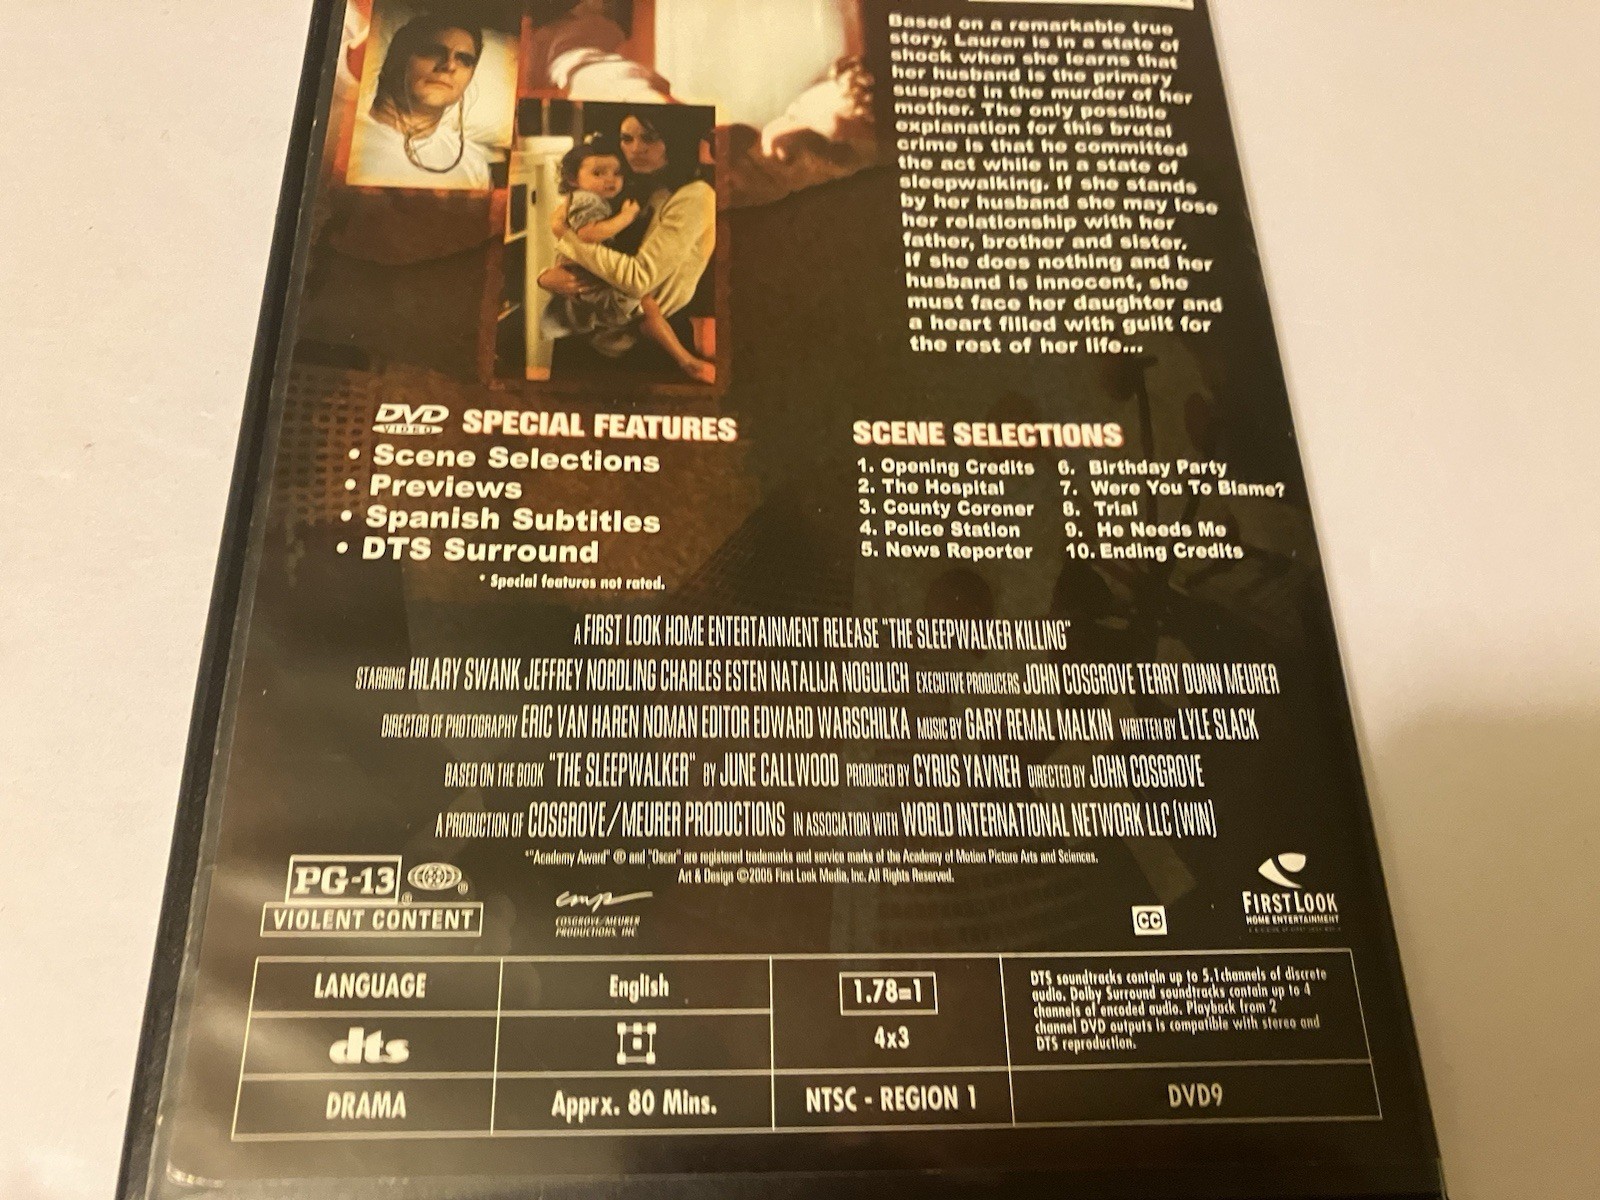 Based on a remarkable true
story. Lauren is in a state of
shock when she learns that
her husband is the primary
suspect in the murder of her
mother. The only possible
explanation for this brutal
crime is that he committed
the act while in a state of
sleepwalking. If she stands
by her husband she may lose
her relationship with her
father, brother and sister.
If she does nothing and her
husband is innocent, she
must face her daughter and
a heart filled with guilt for
the rest of her life...
DVD VIDEO SPECIAL FEATURES
• Scene Selections
• Previews
• Spanish Subtitles
• DTS Surround
* Special features not rated.
SCENE SELECTIONS
1. Opening Credits 6. Birthday Party
2. The Hospital 7. Were You To Blame?
3. County Coroner 8. Trial
4. Police Station 9. He Needs Me
5. News Reporter 10. Ending Credits
A FIRST LOOK HOME ENTERTAINMENT RELEASE "THE SLEEPWALKER KILLING"
STARRING HILARY SWANK JEFFREY NORDLING CHARLES ESTEN NATALIJA NOGULICH EXECUTIVE PRODUCERS JOHN COSGROVE TERRY DUNN MEURER
DIRECTOR OF PHOTOGRAPHY ERIC VAN HAREN NOMAN EDITOR EDWARD WARSCHILKA MUSIC BY GARY REMAL MALKIN WRITTEN BY LYLE SLACK
BASED ON THE BOOK "THE SLEEPWALKER" BY JUNE CALLWOOD PRODUCED BY CYRUS YAVNEH DIRECTED BY JOHN COSGROVE
A PRODUCTION OF COSGROVE/MEURER PRODUCTIONS IN ASSOCIATION WITH WORLD INTERNATIONAL NETWORK LLC (WIN)
*"Academy Award" ® and "Oscar" are registered trademarks and service marks of the Academy of Motion Picture Arts and Sciences.
Art & Design ©2005 First Look Media, Inc. All Rights Reserved.
PG-13 ®
VIOLENT CONTENT
cmp
COSGROVE/MEURER
PRODUCTIONS, INC.
CC
FIRST LOOK
HOME ENTERTAINMENT
LANGUAGE English
dts
1.78=1
4x3
DTS soundtracks contain up to 5.1channels of discrete
audio. Dolby Surround soundtracks contain up to 4
channels of encoded audio. Playback from 2
channel DVD outputs is compatible with stereo and
DTS reproduction.
DRAMA Apprx. 80 Mins. NTSC - REGION 1 DVD9